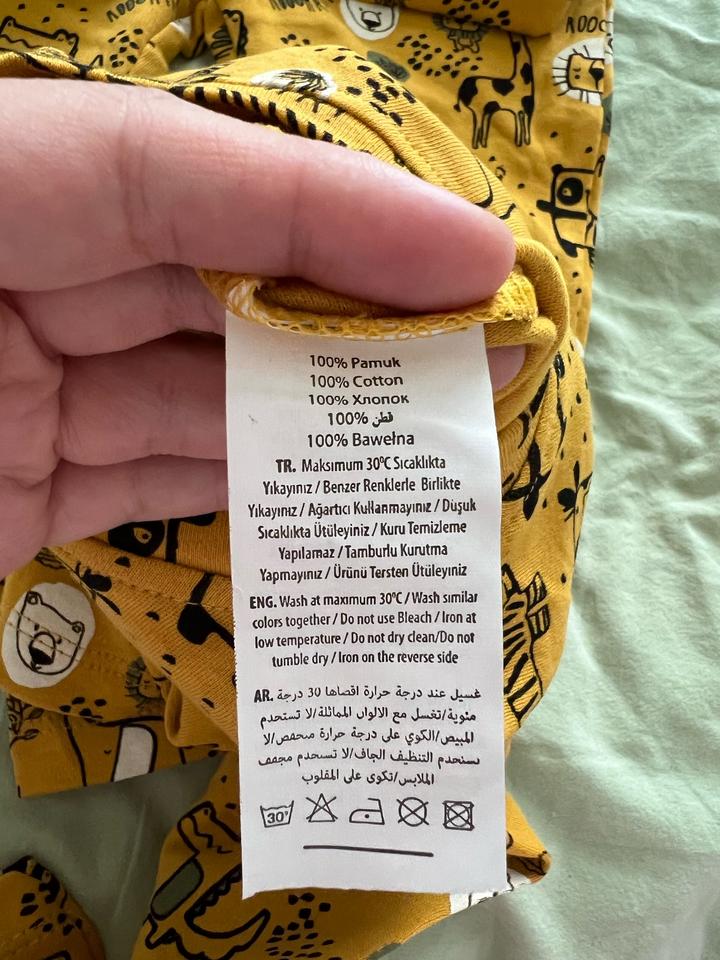 100% Pamuk
100% Cotton
100% Хлопок
100% قطن
100% Bawełna
TR. Maksimum 30°C Sıcaklıkta
Yıkayınız / Benzer Renklerle Birlikte
Yıkayınız / Ağartıcı Kullanmayınız / Düşük
Sıcaklıkta Ütüleyiniz / Kuru Temizleme
Yapılamaz / Tamburlu Kurutma
Yapmayınız / Ürünü Tersten Ütüleyiniz
ENG. Wash at maximum 30°C / Wash similar
colors together / Do not use Bleach / Iron at
low temperature / Do not dry clean/Do not
tumble dry / Iron on the reverse side
AR. غسيل عند درجة حرارة اقصاها 30 درجة
مئوية/تغسل مع الالوان المماثلة/لا تستخدم
المبيض/الكوي على درجة حرارة منخفض/لا
تستخدم التنظيف الجاف/لا تستخدم مجفف
الملابس/تكوى على المقلوب
30°